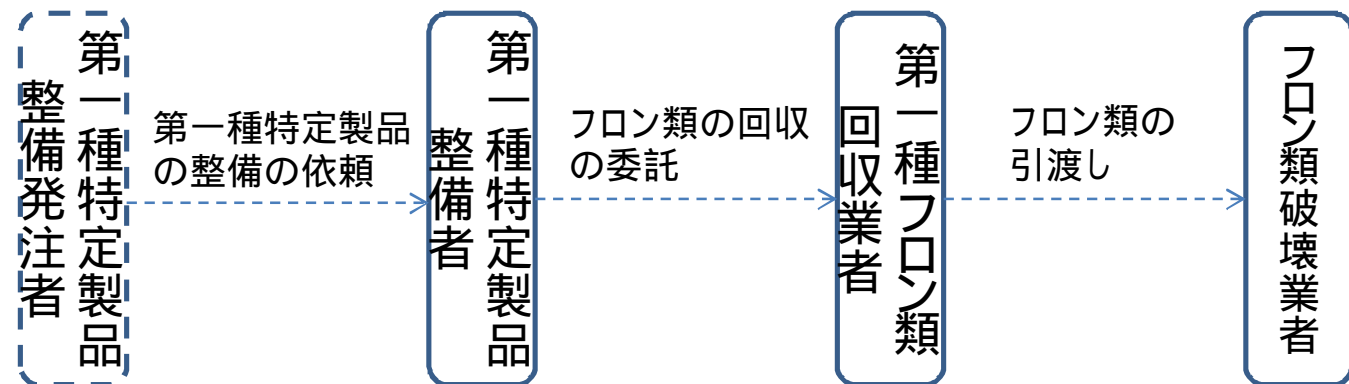 第一種特定製品
整備発注者
第一種特定製品
の整備の依頼
第一種特定製品
整備者
フロン類の回収
の委託
第一種フロン類
回収業者
フロン類の
引渡し
フロン類破壊業者